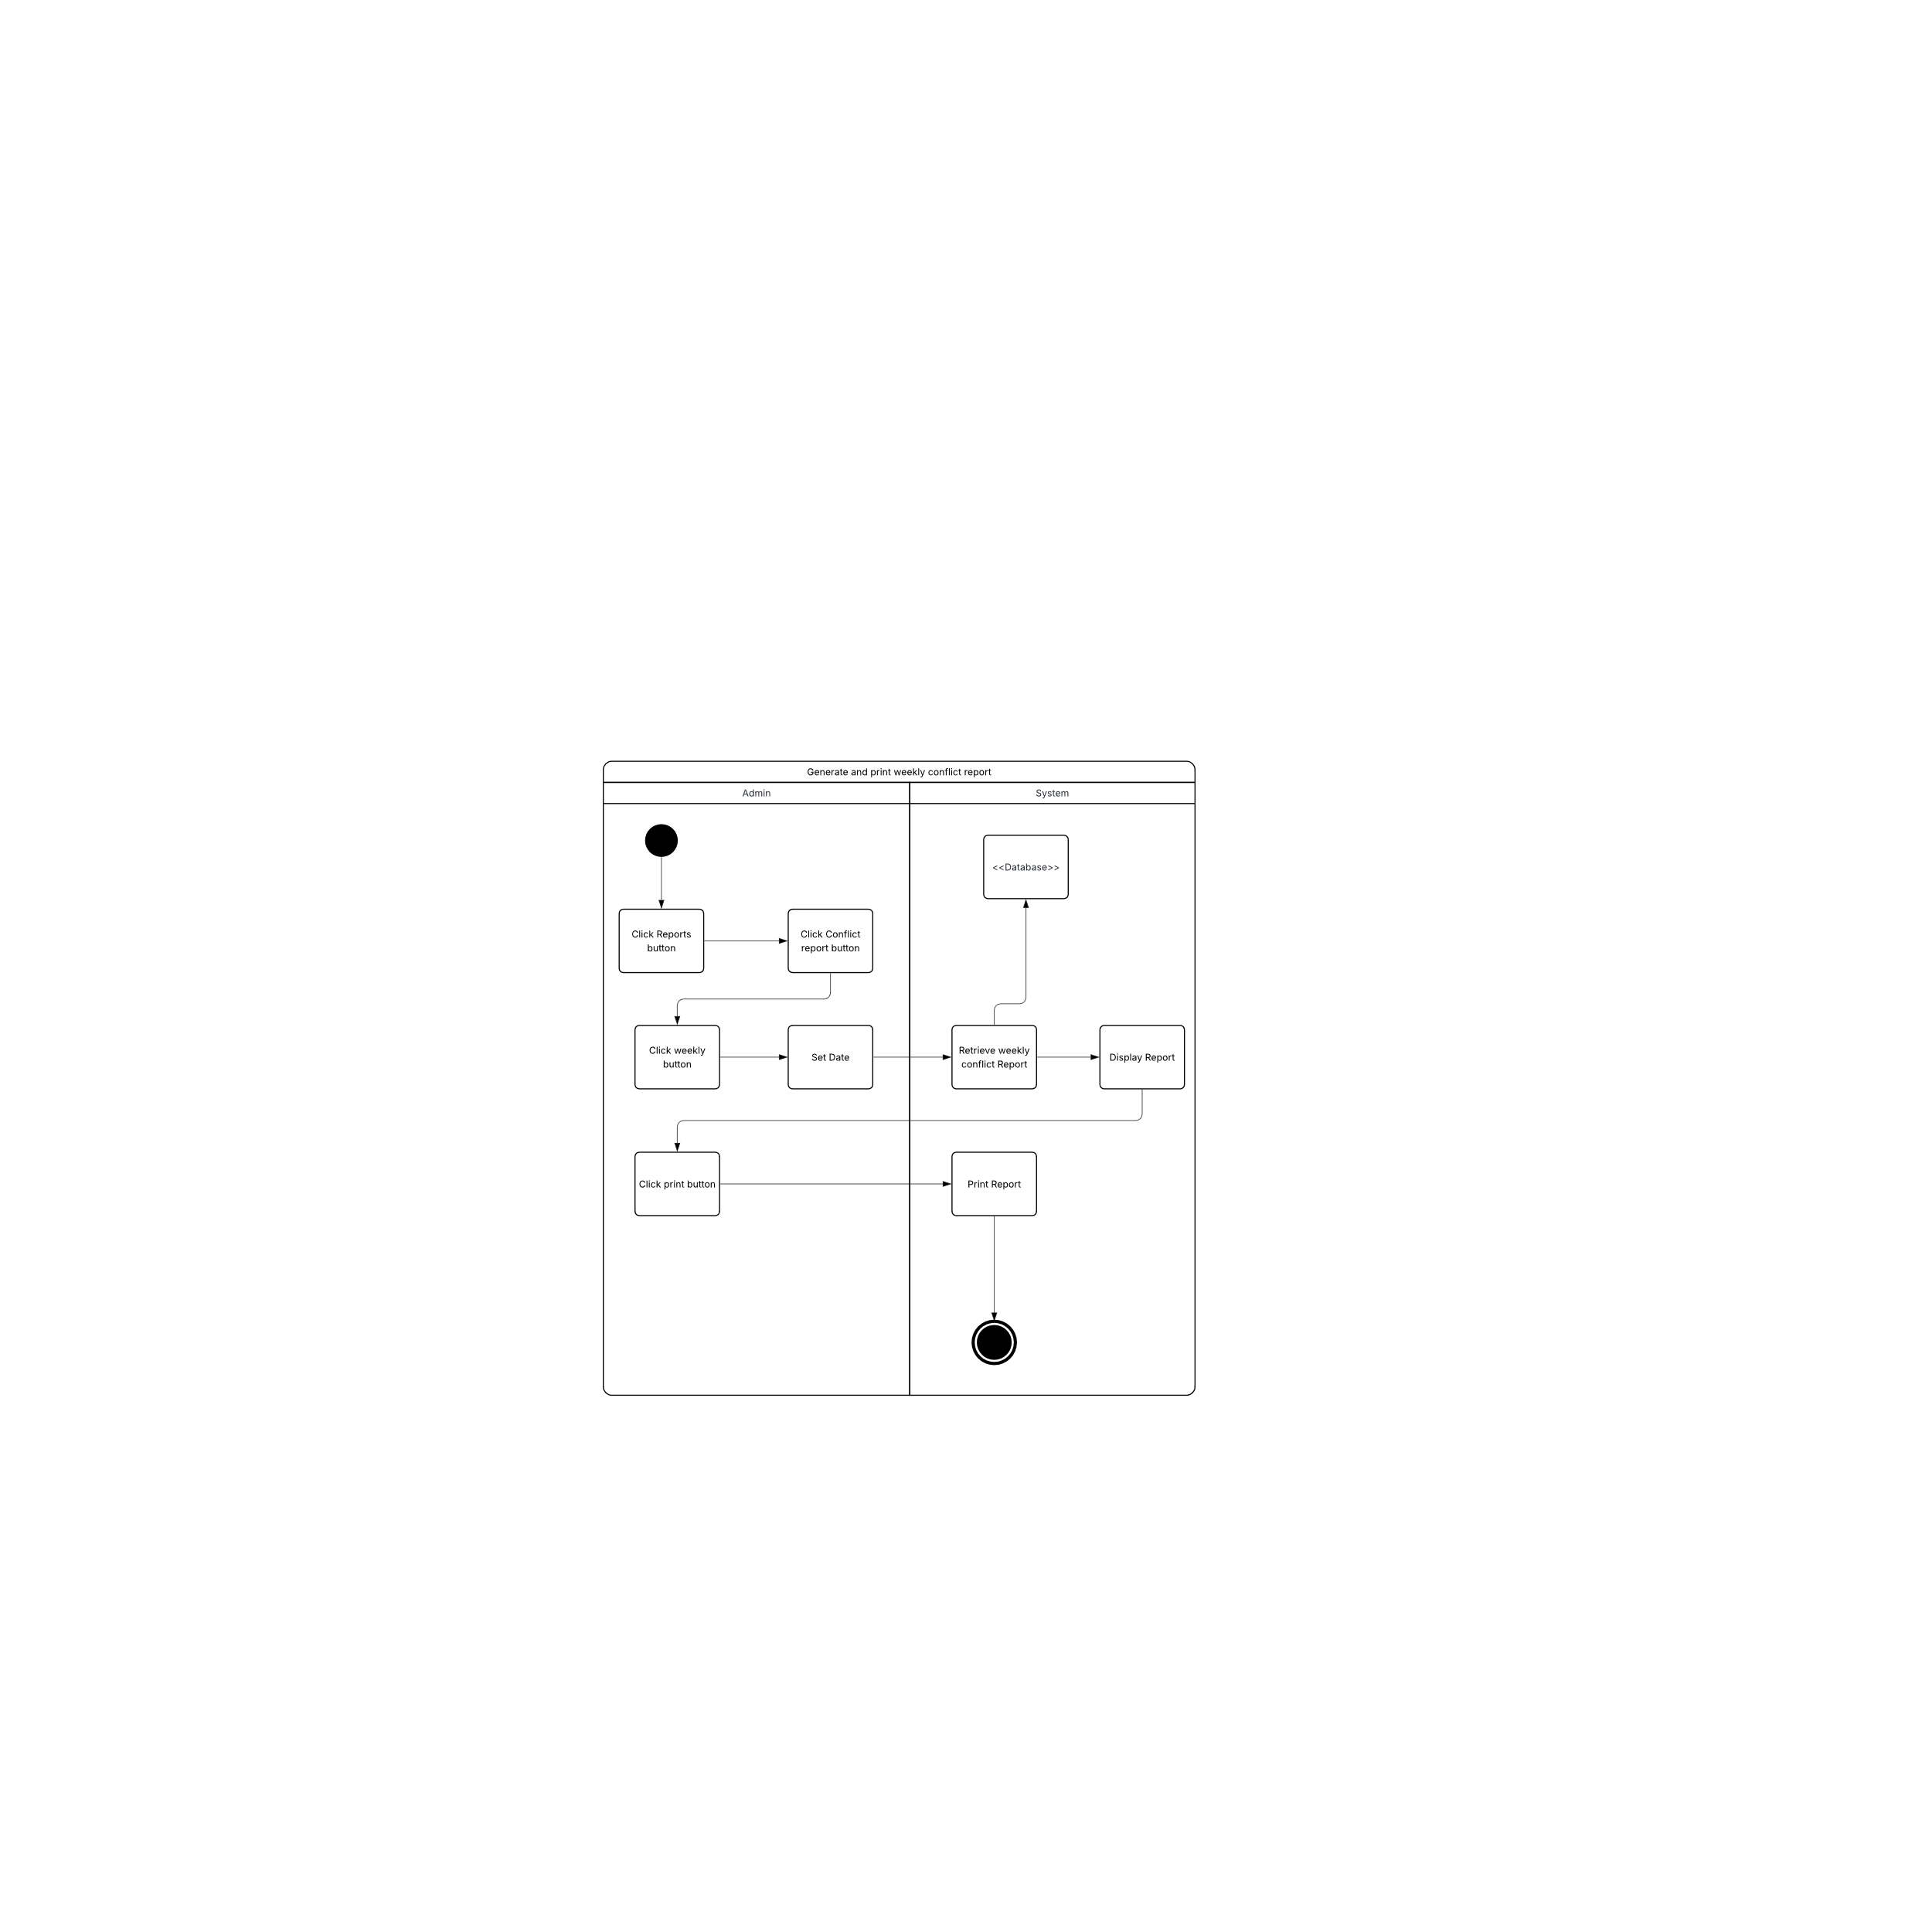 Generate and print weekly conflict report
Admin
System
<<Database>>
Click Reports
button
Click Conflict
report button
Click weekly
button
Set Date
Retrieve weekly
conflict Report
Display Report
Click print button
Print Report